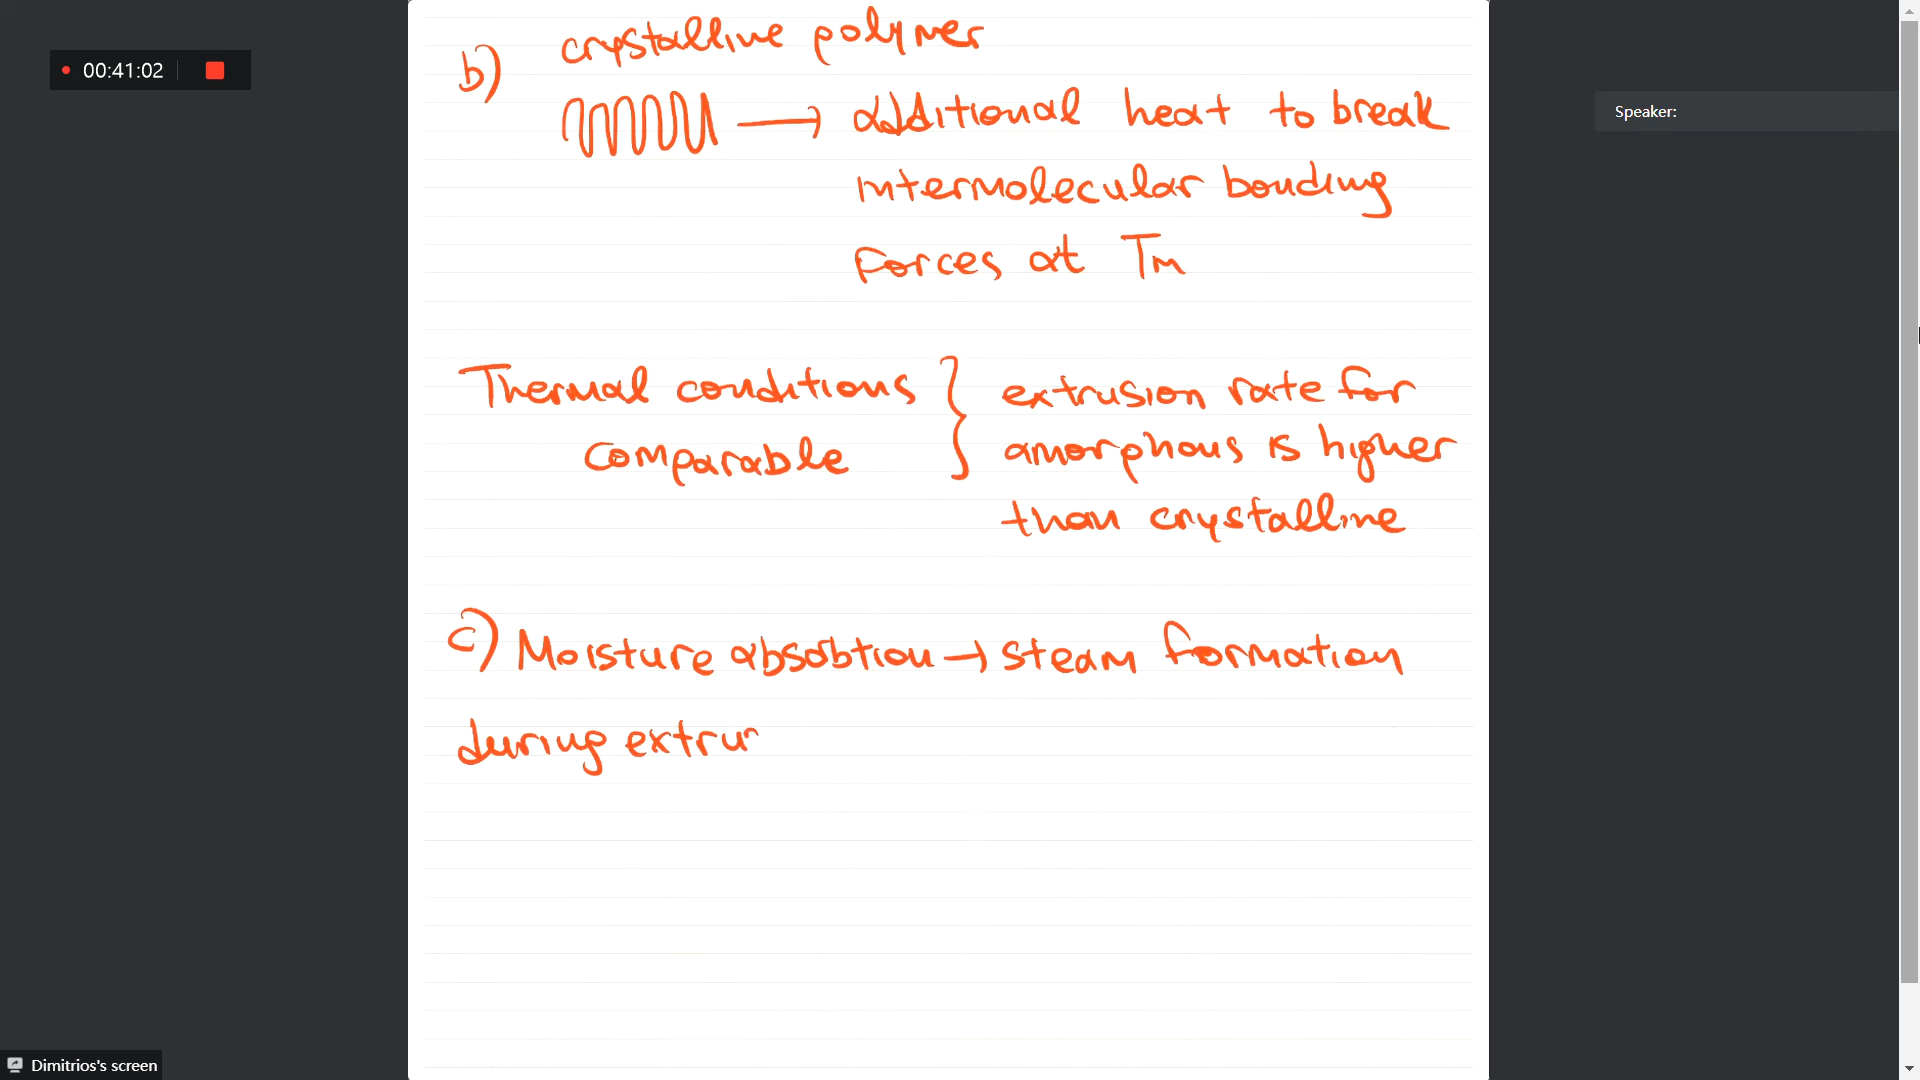 00:41:02
Speaker:
crystalline polymer
b)
→ additional heat to break
intermolecular bonding
forces at Tm
Thermal conditions } extrusion rate for
comparable amorphous is higher
than crystalline
c) Moisture absobtion → steam formation
during extrur
Dimitrios's screen